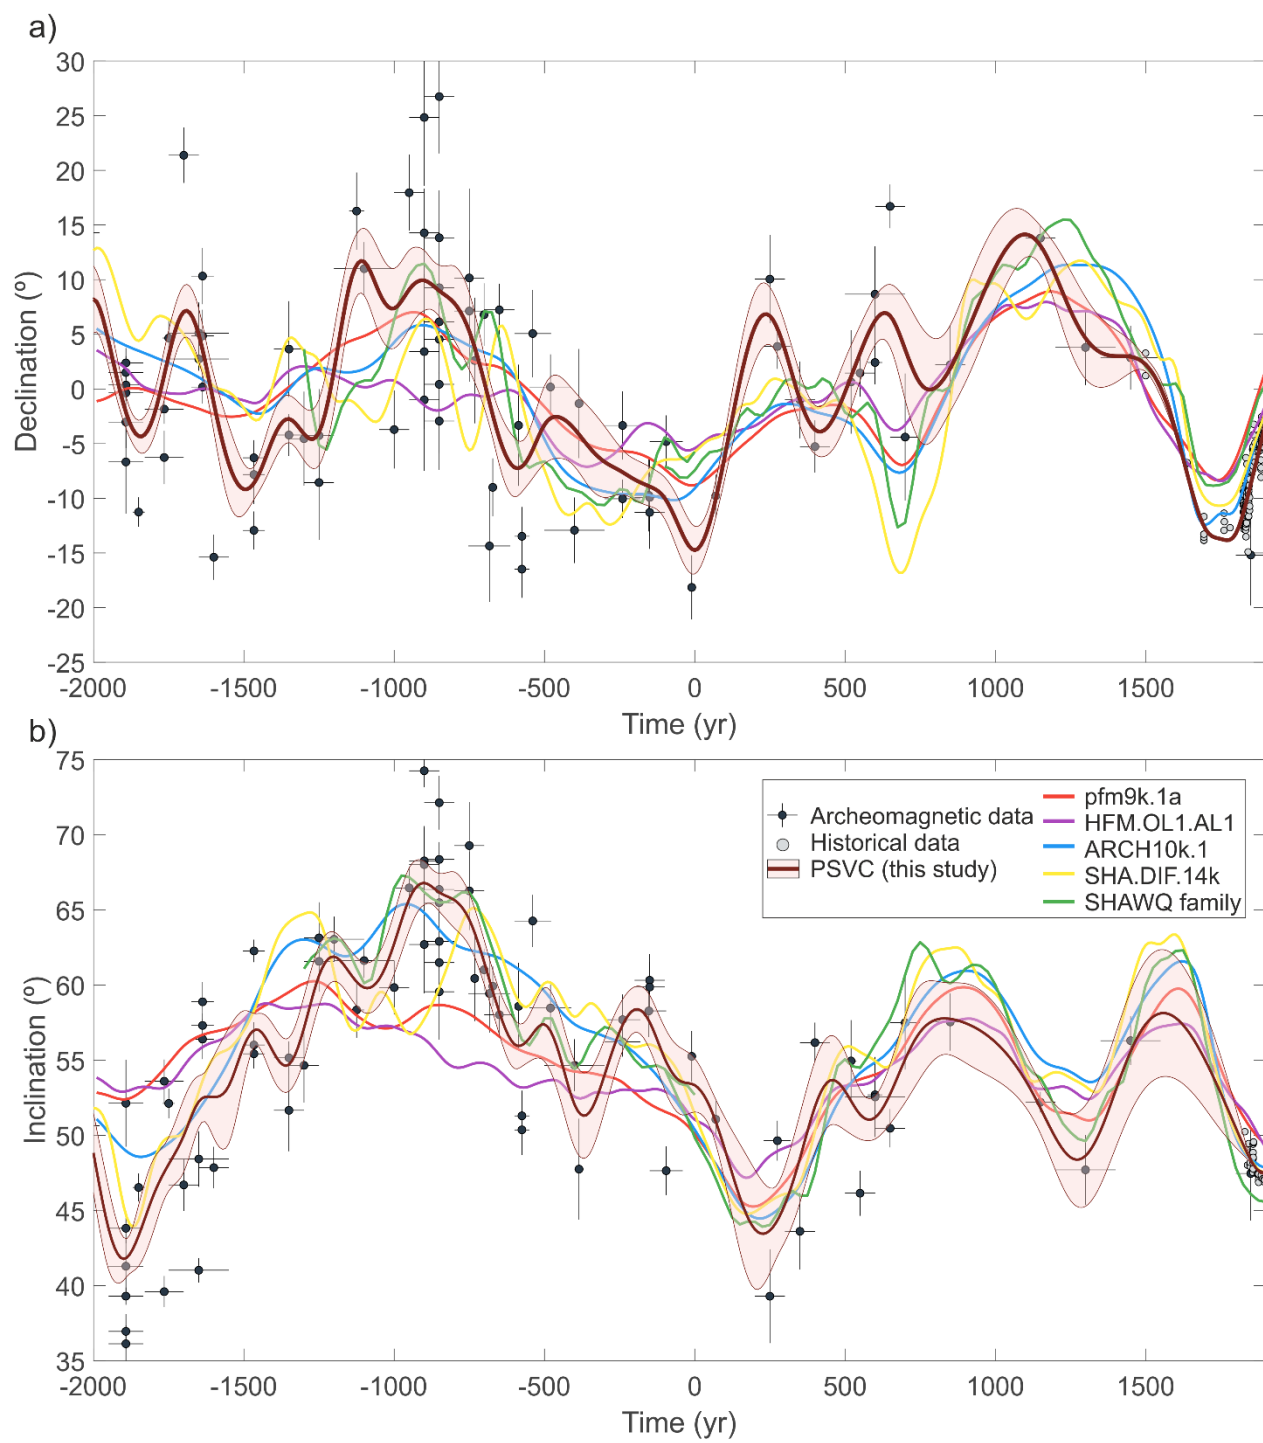 a)
30
25
20
15
10
5
0
-5
-10
-15
-20
-25
Declination (º)
-2000 -1500 -1000 -500 0 500 1000 1500
Time (yr)
b)
75
70
65
60
55
50
45
40
35
Inclination (º)
Archeomagnetic data
Historical data
PSVC (this study)
pfm9k.1a
HFM.OL1.AL1
ARCH10k.1
SHA.DIF.14k
SHAWQ family
-2000 -1500 -1000 -500 0 500 1000 1500
Time (yr)